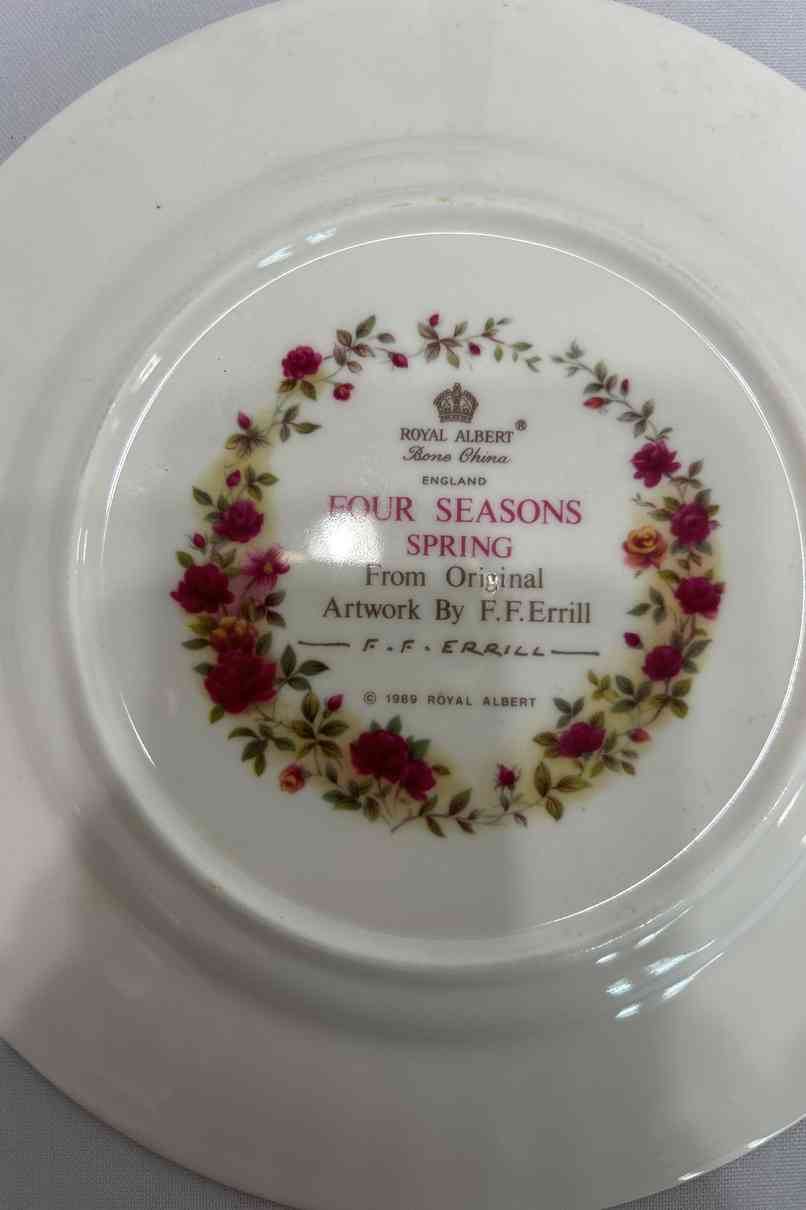 ROYAL ALBERT®
Bone China
ENGLAND
FOUR SEASONS
SPRING
From Original
Artwork By F.F.Errill
F.F.ERRILL
© 1989 ROYAL ALBERT